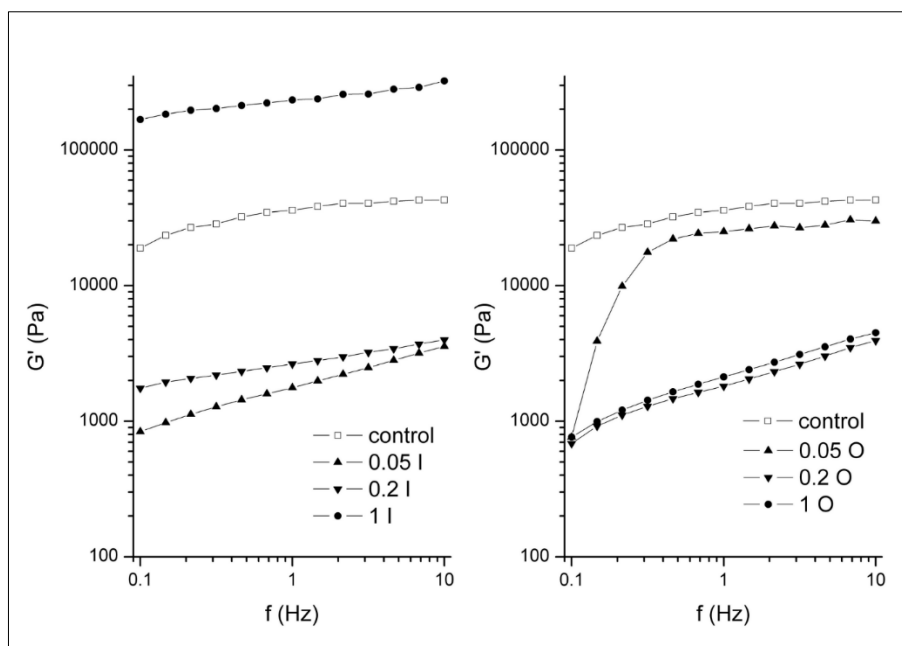 100000
10000
1000
100
G' (Pa)
0.1
1
10
f (Hz)
control
0.05 I
0.2 I
1 I
100000
10000
1000
100
G' (Pa)
0.1
1
10
f (Hz)
control
0.05 O
0.2 O
1 O